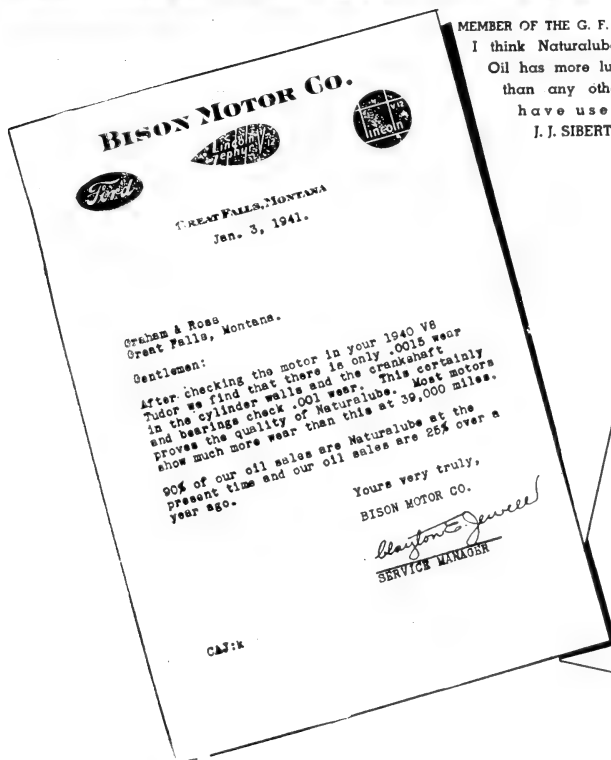 MEMBER OF THE G. F.
I think Naturalub
Oil has more lu
than any oth
have use
J. J. SIBERT
BISON MOTOR CO.
Ford
Lincoln
Zephyr V12
V12
Lincoln
GREAT FALLS, MONTANA
Jan. 3, 1941.
Graham & Ross
Great Falls, Montana.
Gentlemen:
After checking the motor in your 1940 V8
Tudor we find that there is only .0015 wear
in the cylinder walls and the crankshaft
and bearings check .001 wear. This certainly
proves the quality of Naturalube. Most motors
show much more wear than this at 39,000 miles.
90% of our oil sales are Naturalube at the
present time and our oil sales are 25% over a
year ago.
Yours very truly,
BISON MOTOR CO.
Clayton E. Jewell
SERVICE MANAGER
CAJ:k